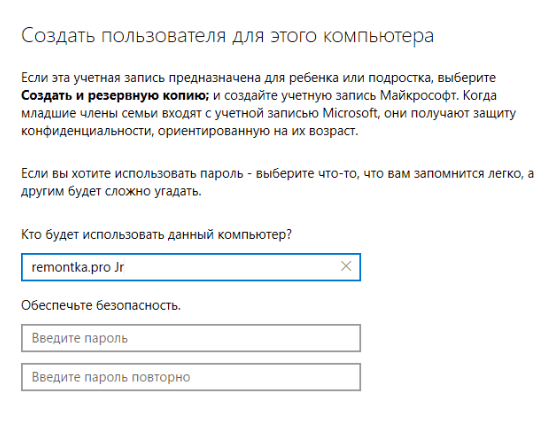 Создать пользователя для этого компьютера
Если эта учетная запись предназначена для ребенка или подростка, выберите
Создать и резервную копию; и создайте учетную запись Майкрософт. Когда
младшие члены семьи входят с учетной записью Microsoft, они получают защиту
конфиденциальности, ориентированную на их возраст.
Если вы хотите использовать пароль - выберите что-то, что вам запомнится легко, а
другим будет сложно угадать.
Кто будет использовать данный компьютер?
remontka.pro Jr
Обеспечьте безопасность.
Введите пароль
Введите пароль повторно